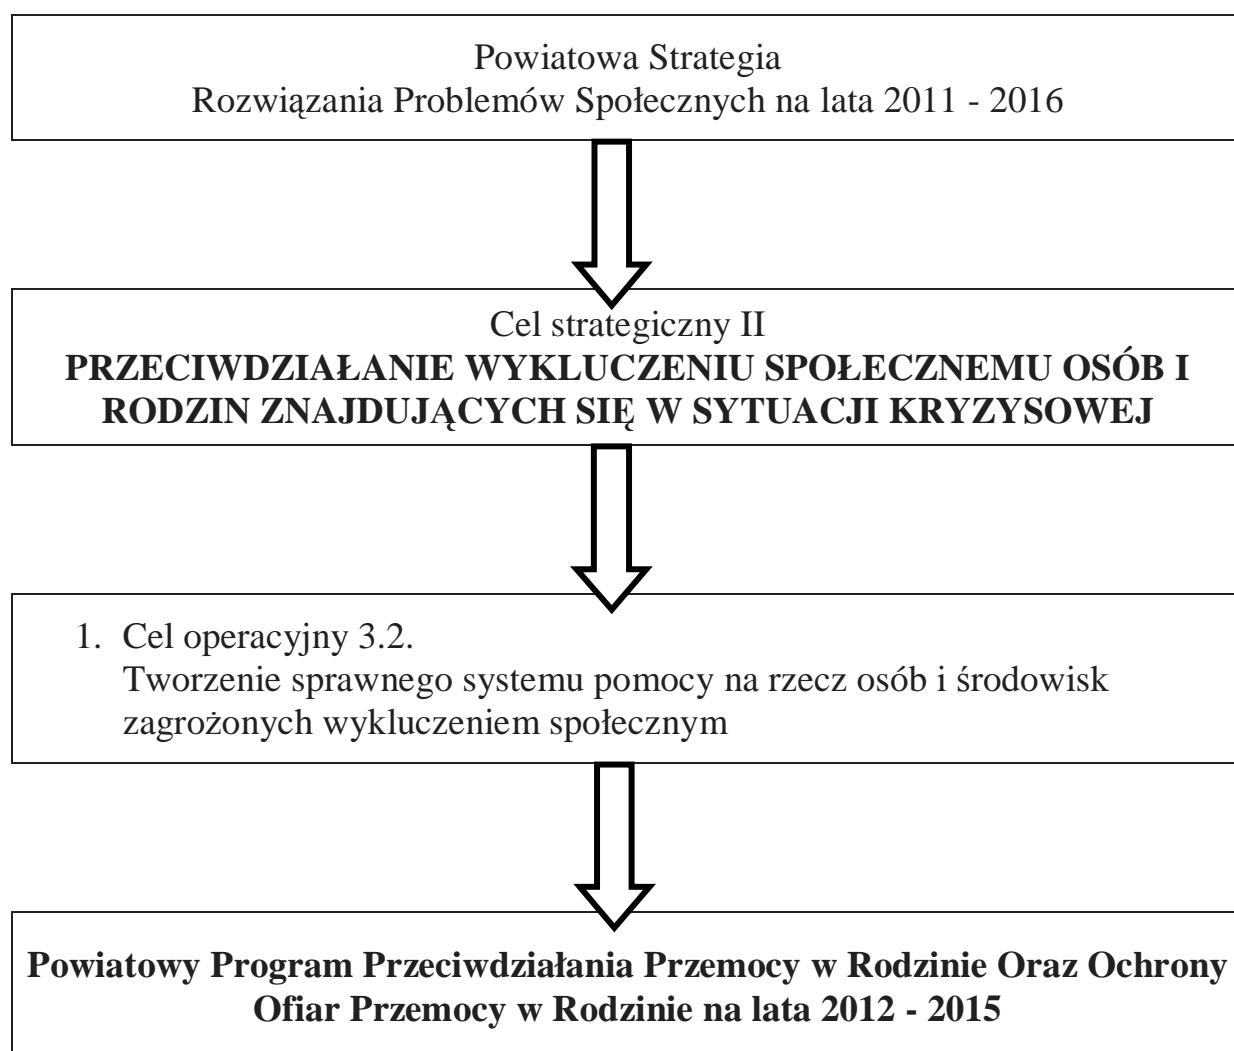 Powiatowa Strategia
Rozwiązania Problemów Społecznych na lata 2011 - 2016
Cel strategiczny II
PRZECIWDZIAŁANIE WYKLUCZENIU SPOŁECZNEMU OSÓB I
RODZIN ZNAJDUJĄCYCH SIĘ W SYTUACJI KRYZYSOWEJ
1. Cel operacyjny 3.2.
Tworzenie sprawnego systemu pomocy na rzecz osób i środowisk
zagrożonych wykluczeniem społecznym
Powiatowy Program Przeciwdziałania Przemocy w Rodzinie Oraz Ochrony
Ofiar Przemocy w Rodzinie na lata 2012 - 2015